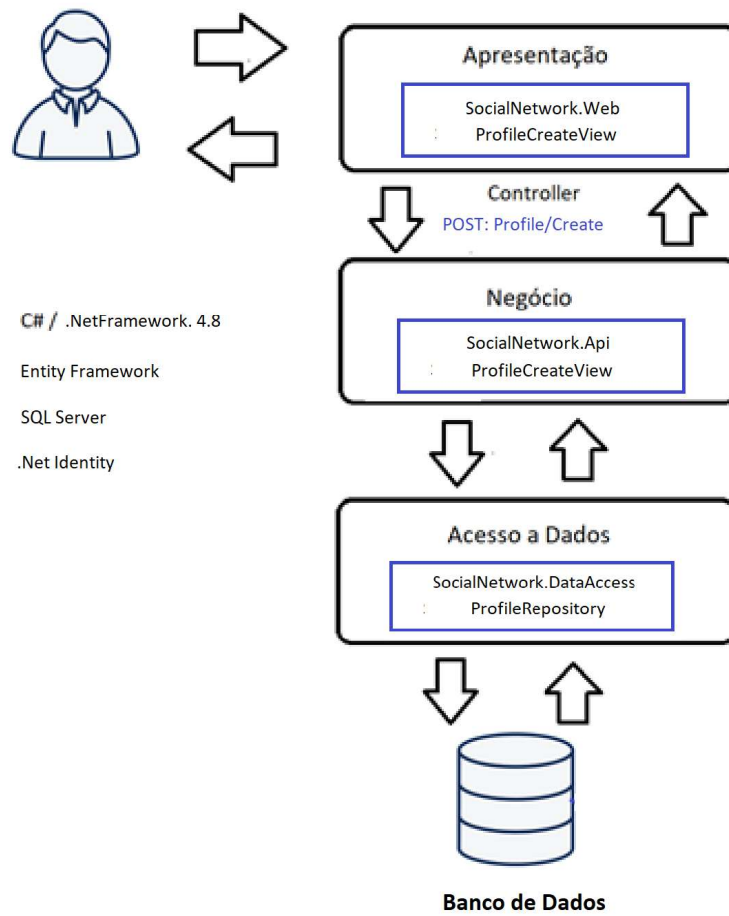 Apresentação
SocialNetwork.Web
: ProfileCreateView
Controller
POST: Profile/Create
Negócio
C# / .NetFramework. 4.8
SocialNetwork.Api
: ProfileCreateView
Entity Framework
SQL Server
.Net Identity
Acesso a Dados
SocialNetwork.DataAccess
: ProfileRepository
Banco de Dados